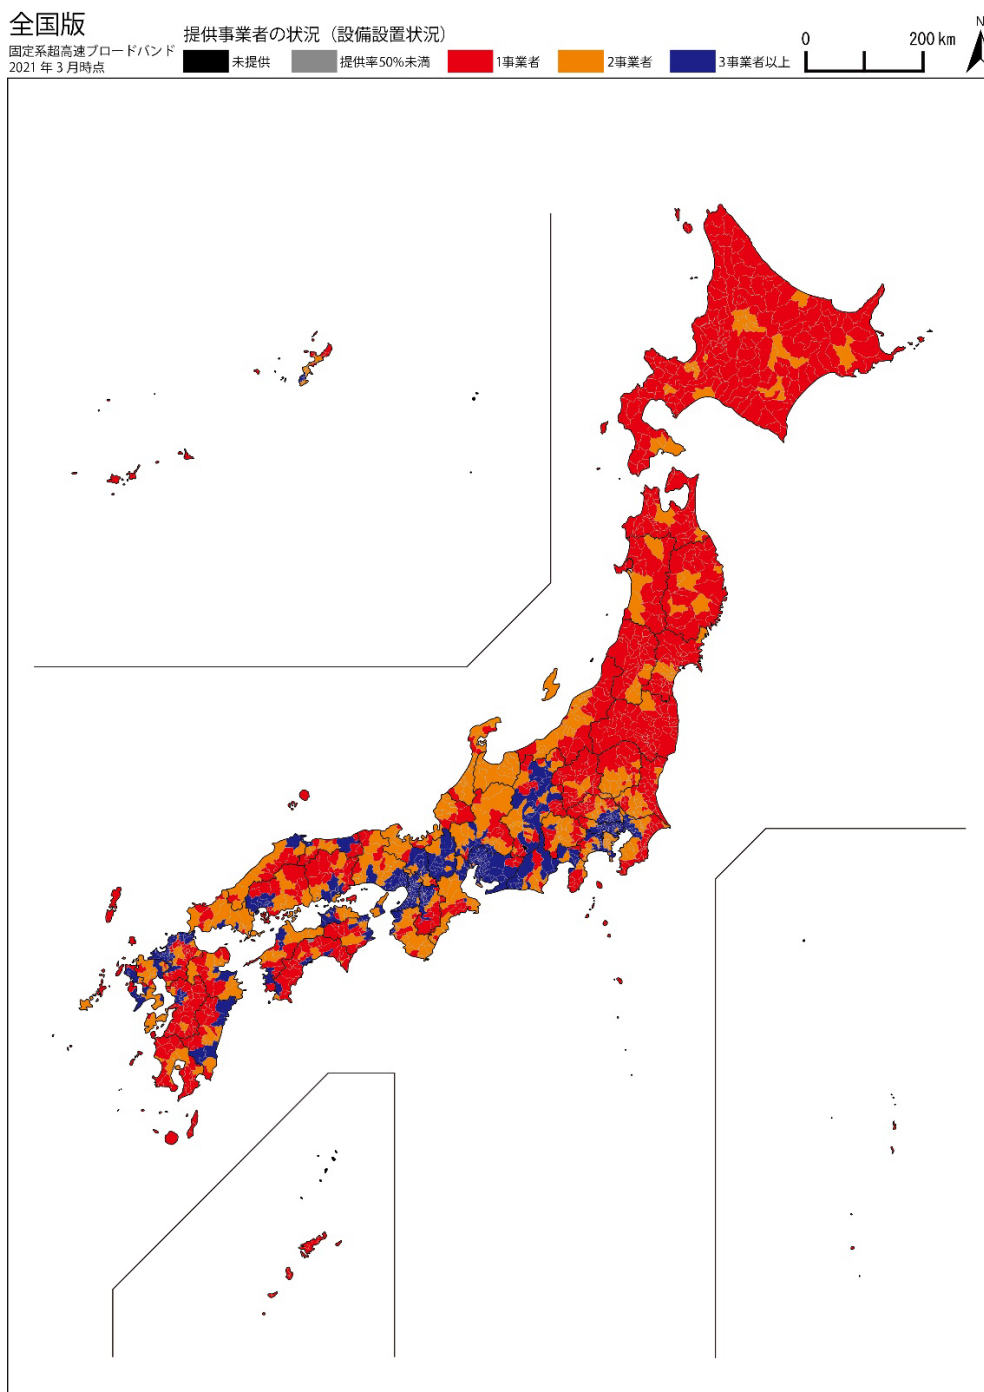 全国版
固定系超高速ブロードバンド
2021 年 3 月時点
提供事業者の状況（設備設置状況）
未提供
提供率50%未満
1事業者
2事業者
3事業者以上
0
200 km
N